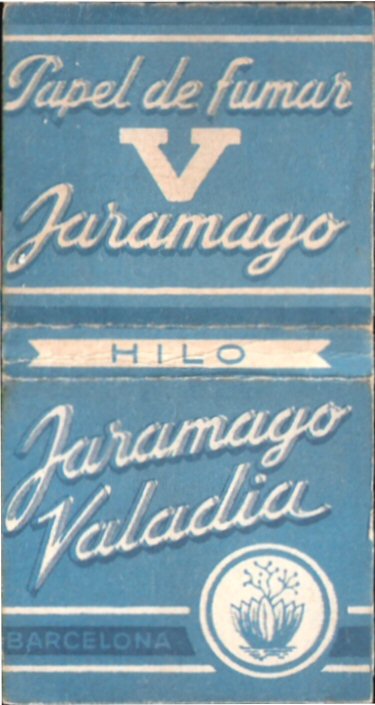 Papel de fumar
V
Jaramago
HILO
Jaramago
Valadia
BARCELONA